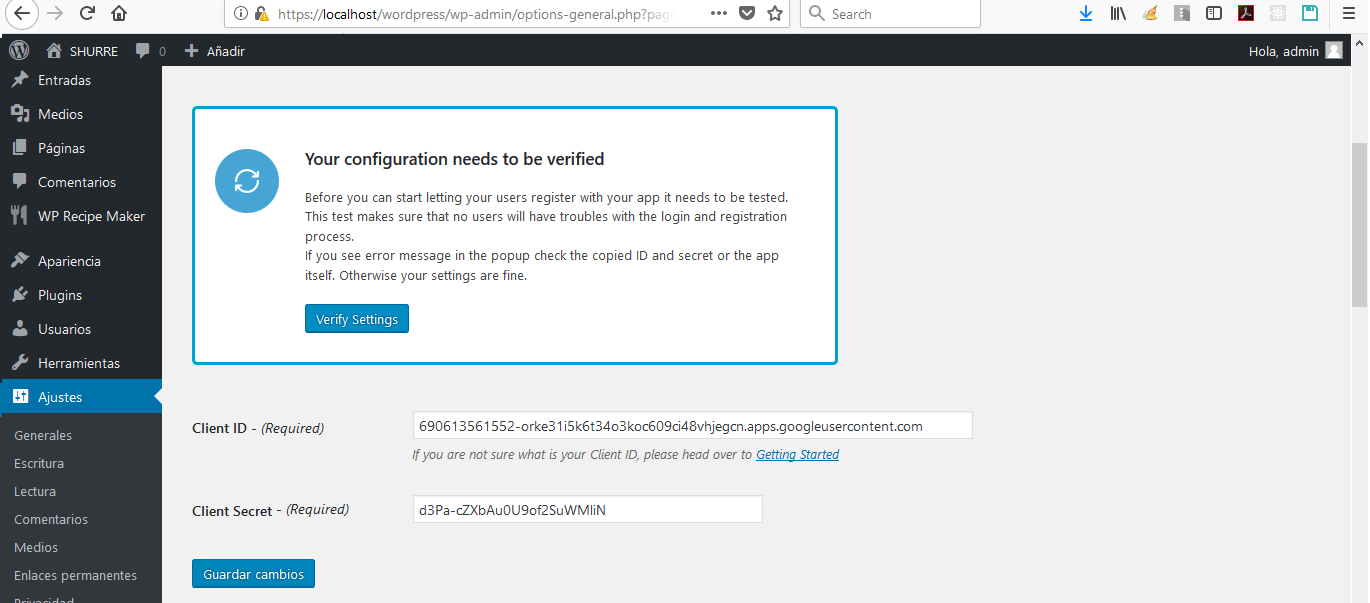 https://localhost/wordpress/wp-admin/options-general.php?page
Search
SHURRE
0
Añadir
Hola, admin
Entradas
Medios
Páginas
Comentarios
WP Recipe Maker
Apariencia
Plugins
Usuarios
Herramientas
Ajustes
Generales
Escritura
Lectura
Comentarios
Medios
Enlaces permanentes
Privacidad
Your configuration needs to be verified
Before you can start letting your users register with your app it needs to be tested.
This test makes sure that no users will have troubles with the login and registration
process.
If you see error message in the popup check the copied ID and secret or the app
itself. Otherwise your settings are fine.
Verify Settings
Client ID - (Required)
690613561552-orke31i5k6t34o3koc609ci48vhjegcn.apps.googleusercontent.com
If you are not sure what is your Client ID, please head over to Getting Started
Client Secret - (Required)
d3Pa-cZXbAu0U9of2SuWMliN
Guardar cambios